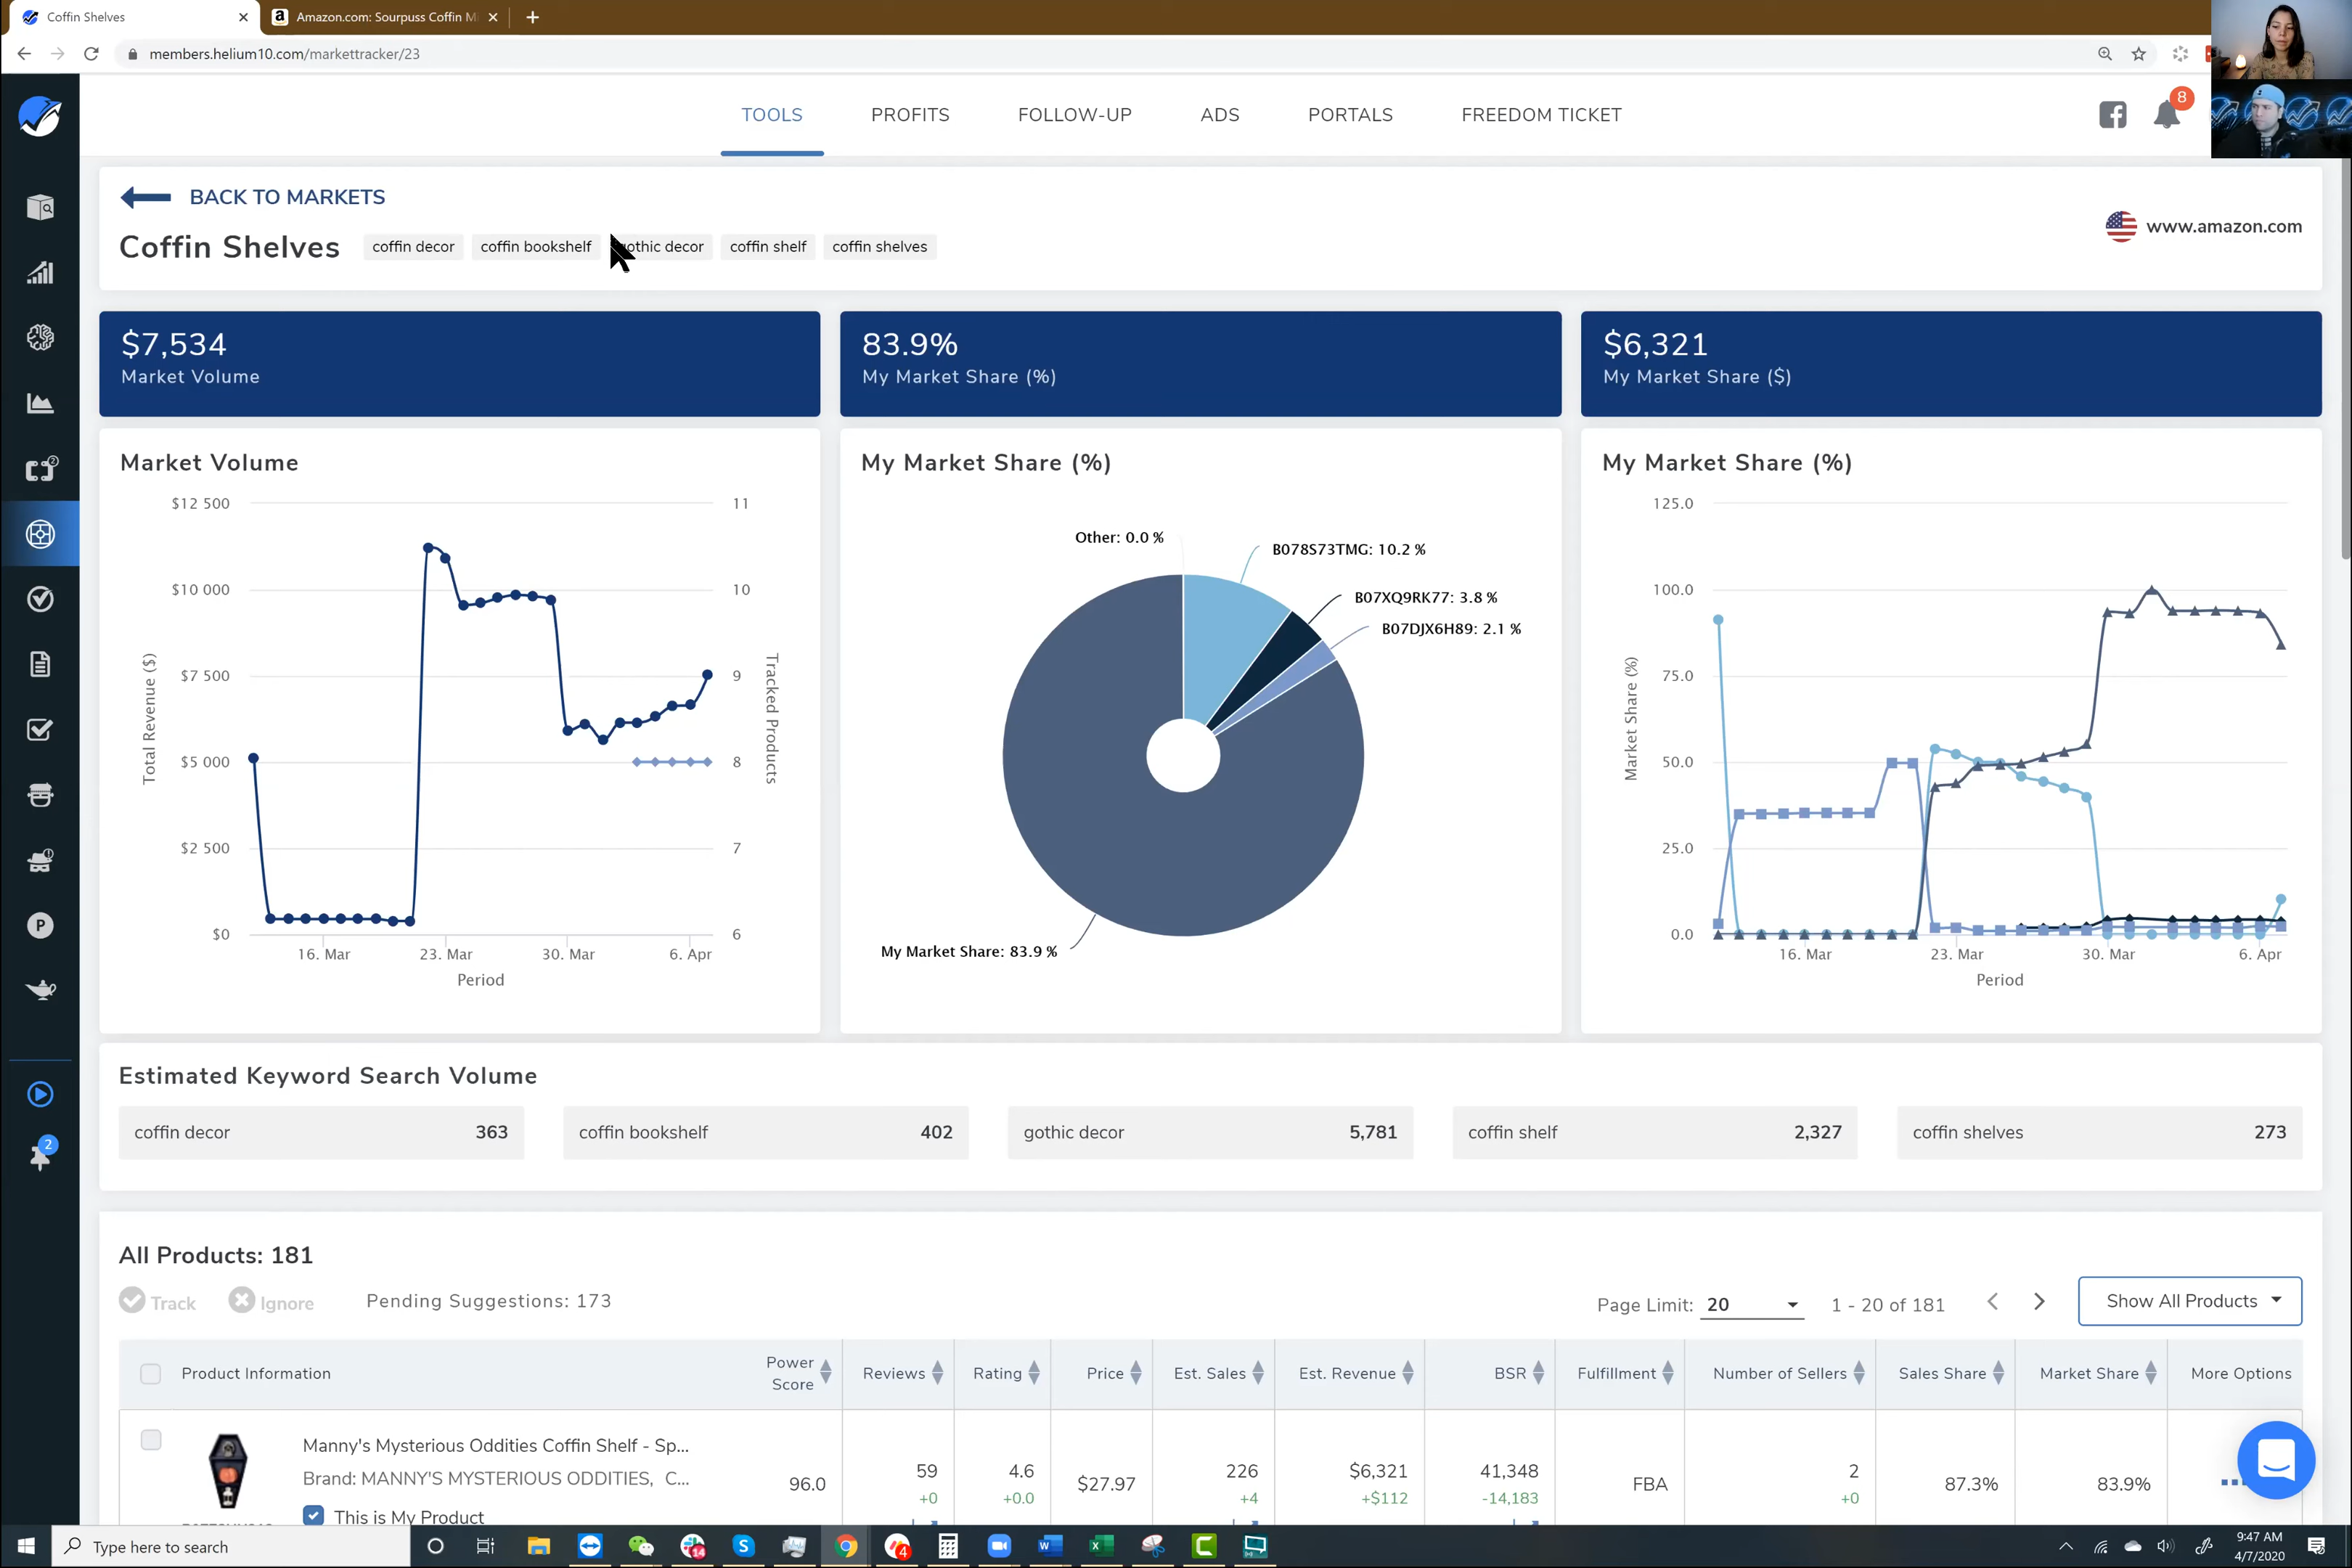 Coffin Shelves
Amazon.com: Sourpuss Coffin M
members.helium10.com/markettracker/23
TOOLS
PROFITS
FOLLOW-UP
ADS
PORTALS
FREEDOM TICKET
8
BACK TO MARKETS
Coffin Shelves
coffin decor
coffin bookshelf
gothic decor
coffin shelf
coffin shelves
www.amazon.com
$7,534
Market Volume
83.9%
My Market Share (%)
$6,321
My Market Share ($)
Market Volume
$12 500
$10 000
$7 500
$5 000
$2 500
$0
11
10
9
8
7
6
Total Revenue ($)
Tracked Products
16. Mar
23. Mar
30. Mar
6. Apr
Period
My Market Share (%)
Other: 0.0 %
B078S73TMG: 10.2 %
B07XQ9RK77: 3.8 %
B07DJX6H89: 2.1 %
My Market Share: 83.9 %
My Market Share (%)
125.0
100.0
75.0
50.0
25.0
0.0
Market Share (%)
16. Mar
23. Mar
30. Mar
6. Apr
Period
Estimated Keyword Search Volume
coffin decor 363
coffin bookshelf 402
gothic decor 5,781
coffin shelf 2,327
coffin shelves 273
All Products: 181
Track
Ignore
Pending Suggestions: 173
Page Limit: 20
1 - 20 of 181
Show All Products
Product Information
Power Score
Reviews
Rating
Price
Est. Sales
Est. Revenue
BSR
Fulfillment
Number of Sellers
Sales Share
Market Share
More Options
Manny's Mysterious Oddities Coffin Shelf - Sp...
Brand: MANNY'S MYSTERIOUS ODDITIES, C...
This is My Product
96.0
59
+0
4.6
+0.0
$27.97
226
+4
$6,321
+$112
41,348
-14,183
FBA
2
+0
87.3%
83.9%
2
P
2
Type here to search
14
4
9:47 AM
4/7/2020